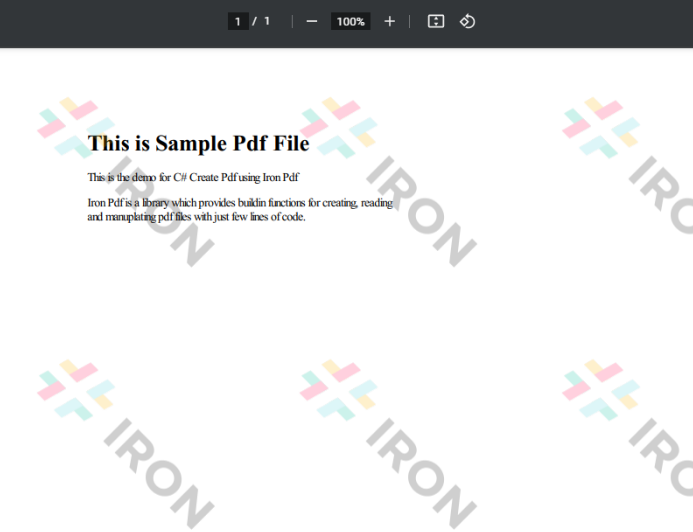 1 / 1 100%
This is Sample Pdf File
This is the demo for C# Create Pdf using Iron Pdf
Iron Pdf is a library which provides buildin functions for creating, reading
and manuplating pdf files with just few lines of code.
IRON IRON IRO
IRON IRON IRO